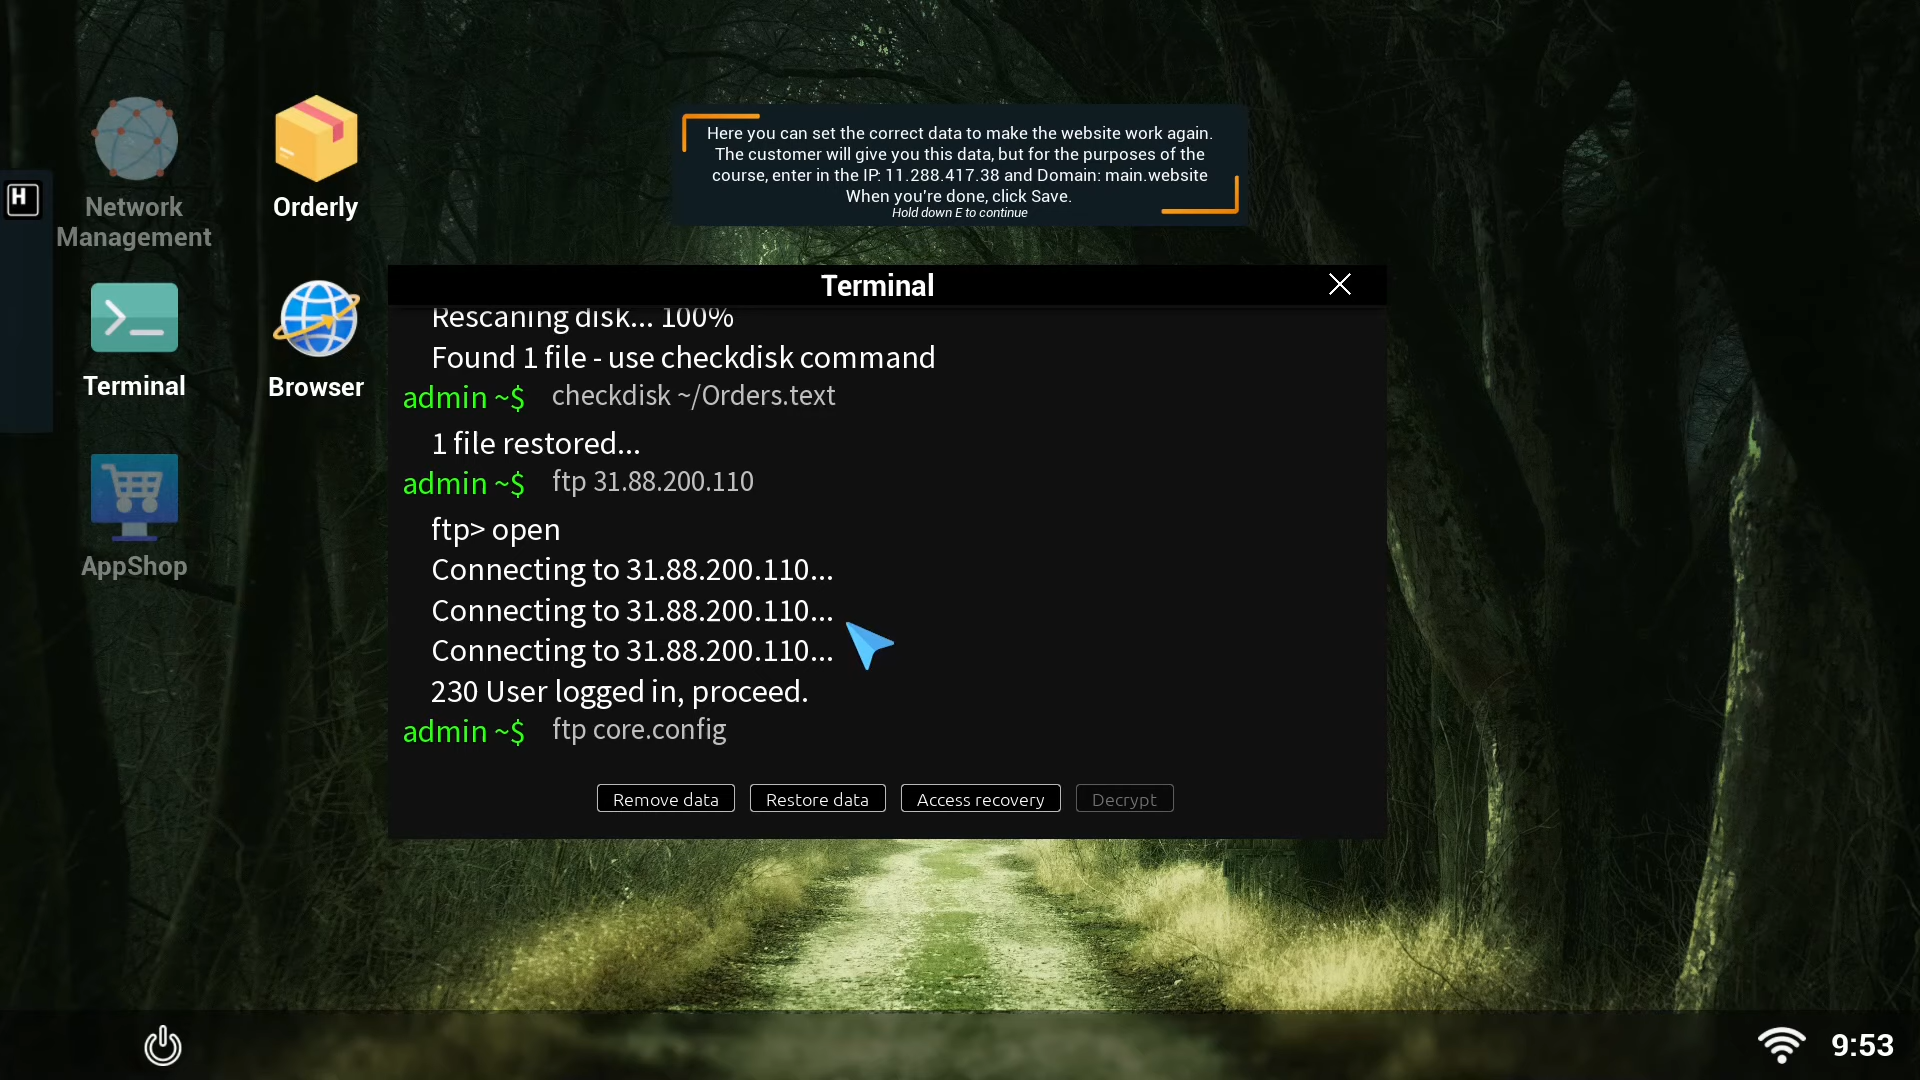 Here you can set the correct data to make the website work again.
The customer will give you this data, but for the purposes of the
course, enter in the IP: 11.288.417.38 and Domain: main.website
When you're done, click Save.
Hold down E to continue
H
Network
Management
Orderly
Terminal
Browser
AppShop
Terminal
Rescaning disk... 100%
Found 1 file - use checkdisk command
admin ~$ checkdisk ~/Orders.text
1 file restored...
admin ~$ ftp 31.88.200.110
ftp> open
Connecting to 31.88.200.110...
Connecting to 31.88.200.110...
Connecting to 31.88.200.110...
230 User logged in, proceed.
admin ~$ ftp core.config
Remove data Restore data Access recovery Decrypt
9:53